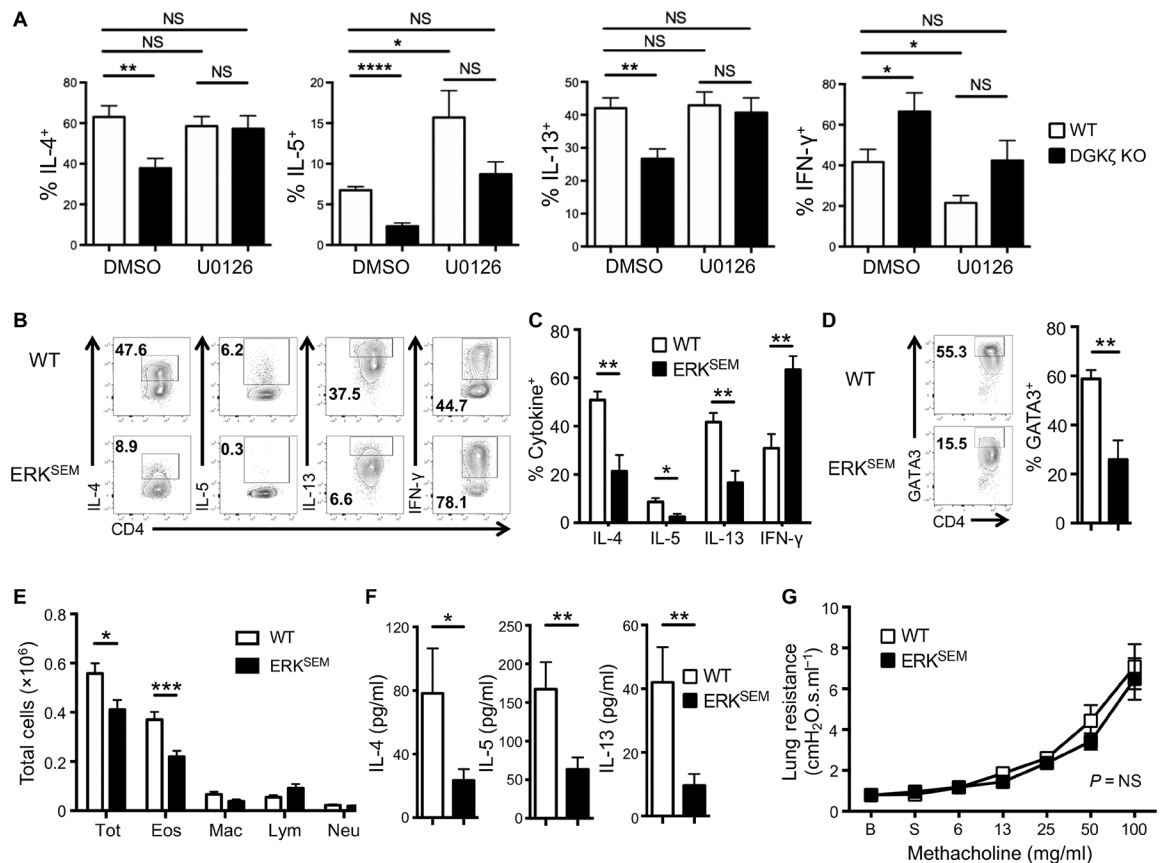 A
NS
NS
**
NS
% IL-4⁺
80
60
40
20
0
DMSO
U0126
NS
*
****
NS
% IL-5⁺
20
15
10
5
0
DMSO
U0126
NS
NS
**
NS
% IL-13⁺
50
40
30
20
10
0
DMSO
U0126
NS
*
*
NS
% IFN-γ⁺
80
60
40
20
0
DMSO
U0126
WT
DGKζ KO
B
WT
ERK^SEM
47.6
6.2
37.5
44.7
8.9
0.3
6.6
78.1
IL-4
IL-5
IL-13
IFN-γ
CD4
C
% Cytokine⁺
80
60
40
20
0
WT
ERK^SEM
**
*
**
**
IL-4
IL-5
IL-13
IFN-γ
D
WT
ERK^SEM
55.3
15.5
GATA3
CD4
% GATA3⁺
80
60
40
20
0
**
E
Total cells (×10⁶)
0.8
0.6
0.4
0.2
0
WT
ERK^SEM
*
***
Tot
Eos
Mac
Lym
Neu
F
IL-4 (pg/ml)
120
80
40
0
*
IL-5 (pg/ml)
250
200
150
100
50
0
**
IL-13 (pg/ml)
60
40
20
0
**
WT
ERK^SEM
G
Lung resistance
(cmH₂O.s.ml⁻¹)
10
8
6
4
2
0
WT
ERK^SEM
P = NS
B
S
6
13
25
50
100
Methacholine (mg/ml)